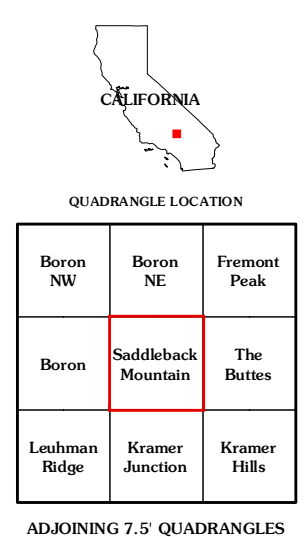 CALIFORNIA
QUADRANGLE LOCATION
Boron
NW
Boron
NE
Fremont
Peak
Boron
Saddleback
Mountain
The
Buttes
Leuhman
Ridge
Kramer
Junction
Kramer
Hills
ADJOINING 7.5' QUADRANGLES